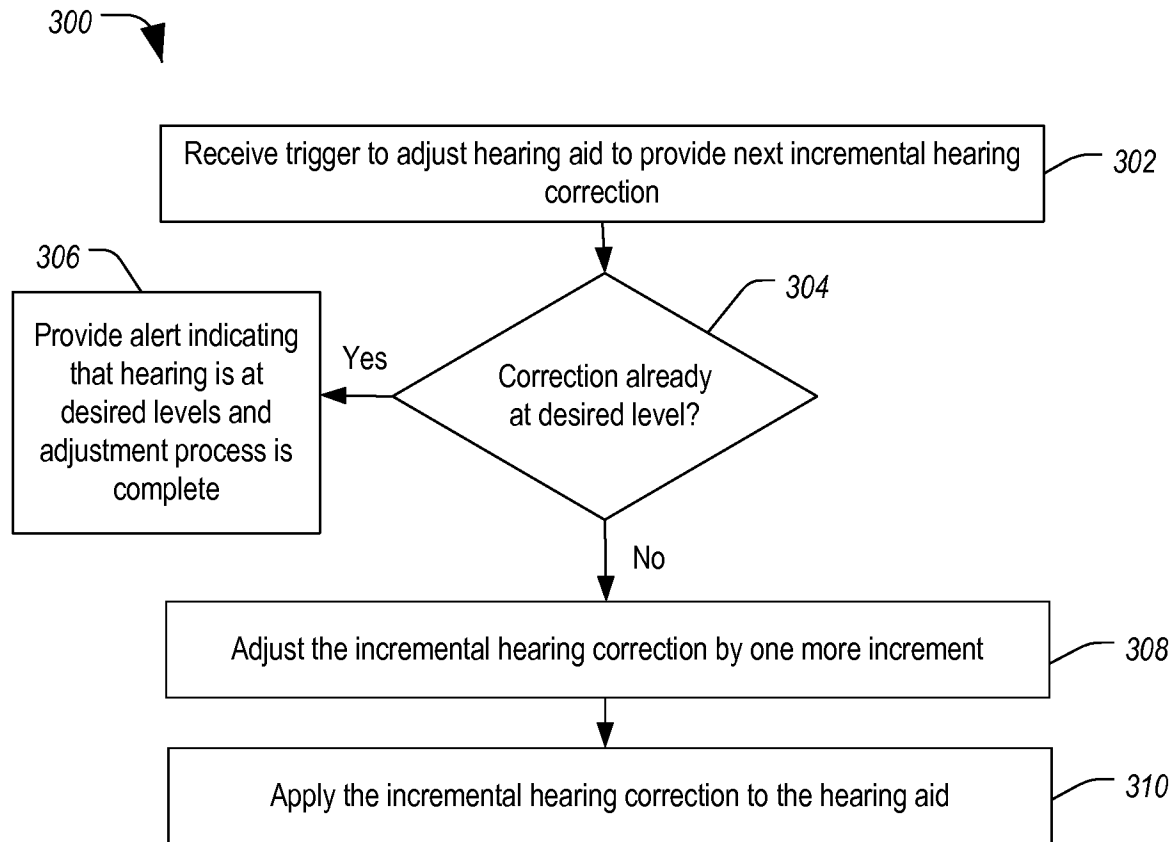 300
Receive trigger to adjust hearing aid to provide next incremental hearing
correction
302
306
304
Provide alert indicating
that hearing is at
desired levels and
adjustment process is
complete
Yes
Correction already
at desired level?
No
Adjust the incremental hearing correction by one more increment
308
Apply the incremental hearing correction to the hearing aid
310